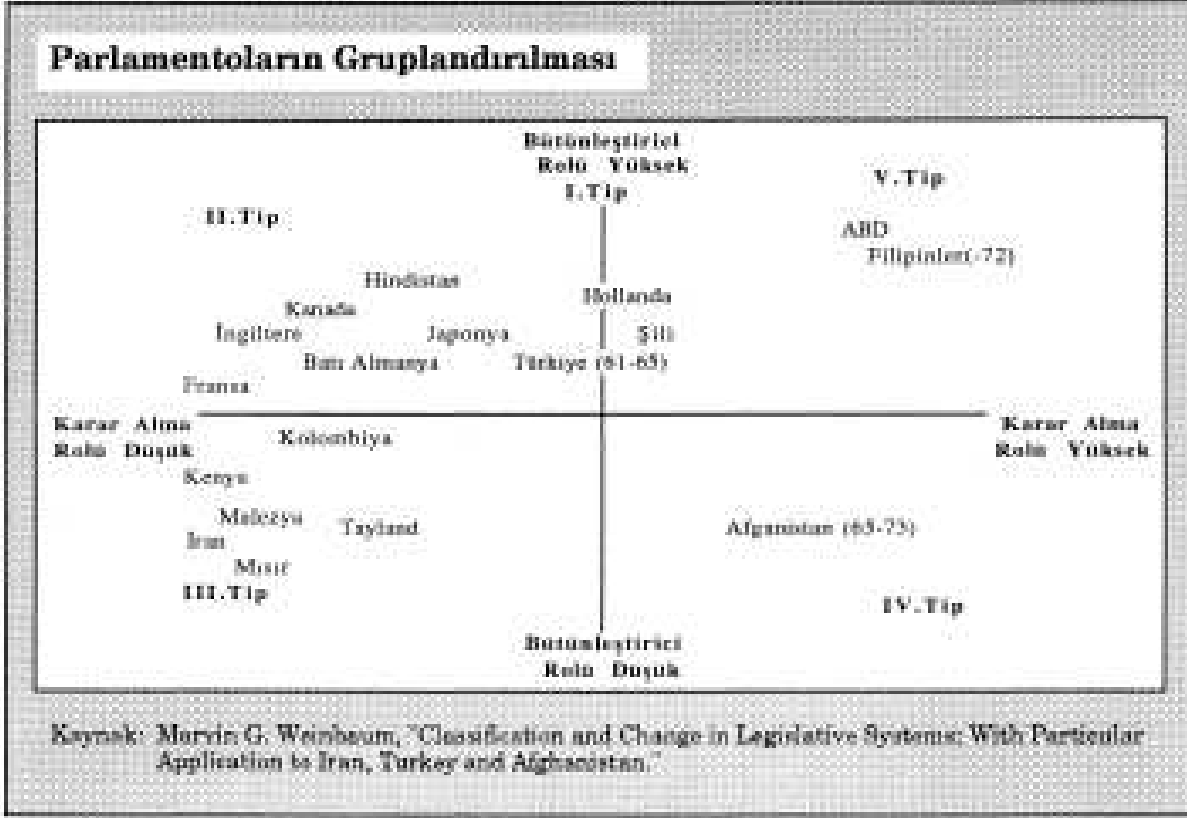 Parlamentoların Gruplandırılması
Bütünleştirici
Rolü Yüksek
I.Tip
V.Tip
II.Tip
ABD
Filipinler(-72)
Hindistan
Hollanda
Kanada
İngiltere
Japonya
Şili
Batı Almanya
Türkiye (61-65)
Fransa
Karar Alma
Rolü Düşük
Karar Alma
Rolü Yüksek
Kolombiya
Kenya
Malezya
Tayland
Afganistan (65-73)
İran
Mısır
III.Tip
IV.Tip
Bütünleştirici
Rolü Düşük
Kaynak: Marvin G. Weinbaum, "Classification and Change in Legislative Systems: With Particular
Application to Iran, Turkey and Afghanistan."